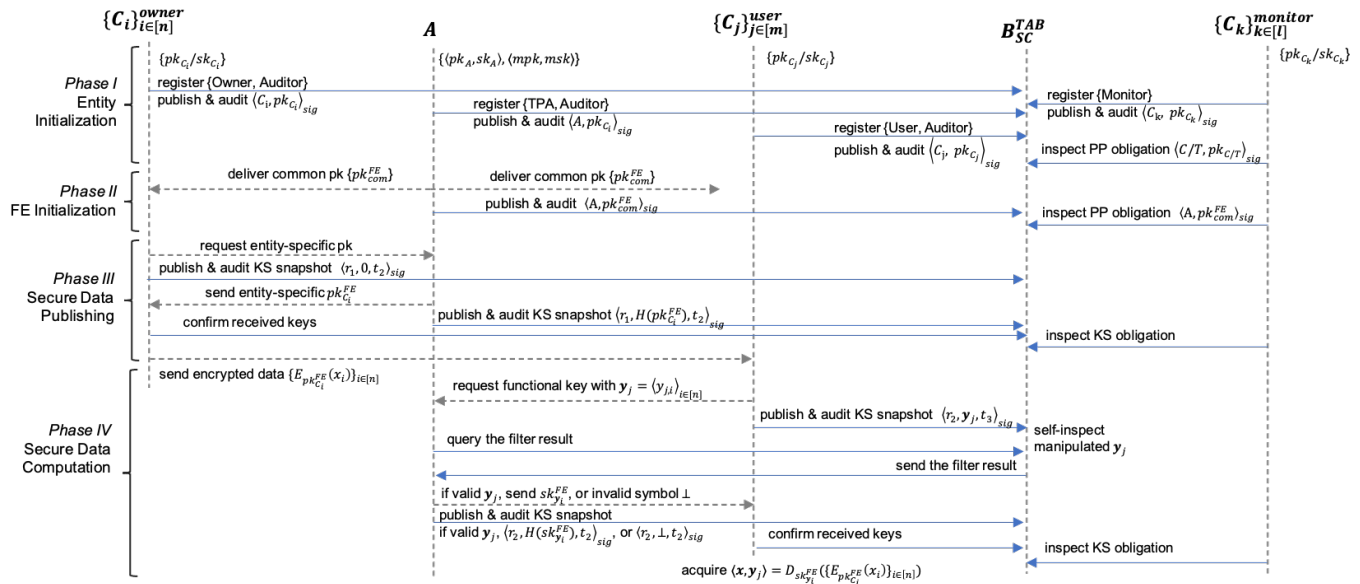 {C_i}^{owner}_{i∈[n]}
A
{C_j}^{user}_{j∈[m]}
B^{TAB}_{SC}
{C_k}^{monitor}_{k∈[l]}
Phase I
Entity
Initialization
{pk_{C_i}/sk_{C_i}}
{⟨pk_A, sk_A⟩, ⟨mpk, msk⟩}
{pk_{C_j}/sk_{C_j}}
{pk_{C_k}/sk_{C_k}}
register {Owner, Auditor}
publish & audit ⟨C_i, pk_{C_i}⟩_{sig}
register {TPA, Auditor}
publish & audit ⟨A, pk_{C_i}⟩_{sig}
register {User, Auditor}
publish & audit ⟨C_j, pk_{C_j}⟩_{sig}
register {Monitor}
publish & audit ⟨C_k, pk_{C_k}⟩_{sig}
inspect PP obligation ⟨C/T, pk_{C/T}⟩_{sig}
Phase II
FE Initialization
deliver common pk {pk^{FE}_{com}}
deliver common pk {pk^{FE}_{com}}
publish & audit ⟨A, pk^{FE}_{com}⟩_{sig}
inspect PP obligation ⟨A, pk^{FE}_{com}⟩_{sig}
Phase III
Secure Data
Publishing
request entity-specific pk
publish & audit KS snapshot ⟨r_1, 0, t_2⟩_{sig}
send entity-specific pk^{FE}_{C_i}
publish & audit KS snapshot ⟨r_1, H(pk^{FE}_{C_i}), t_2⟩_{sig}
confirm received keys
inspect KS obligation
send encrypted data {E_{pk^{FE}_{C_i}}(x_i)}_{i∈[n]}
Phase IV
Secure Data
Computation
request functional key with y_j = ⟨y_{j,i}⟩_{i∈[n]}
publish & audit KS snapshot ⟨r_2, y_j, t_3⟩_{sig}
self-inspect
manipulated y_j
query the filter result
send the filter result
if valid y_j, send sk^{FE}_{y_i}, or invalid symbol ⊥
publish & audit KS snapshot
if valid y_j, ⟨r_2, H(sk^{FE}_{y_i}), t_2⟩_{sig}, or ⟨r_2, ⊥, t_2⟩_{sig}
confirm received keys
inspect KS obligation
acquire ⟨x, y_j⟩ = D_{sk^{FE}_{y_i}}({E_{pk^{FE}_{C_i}}(x_i)}_{i∈[n]})